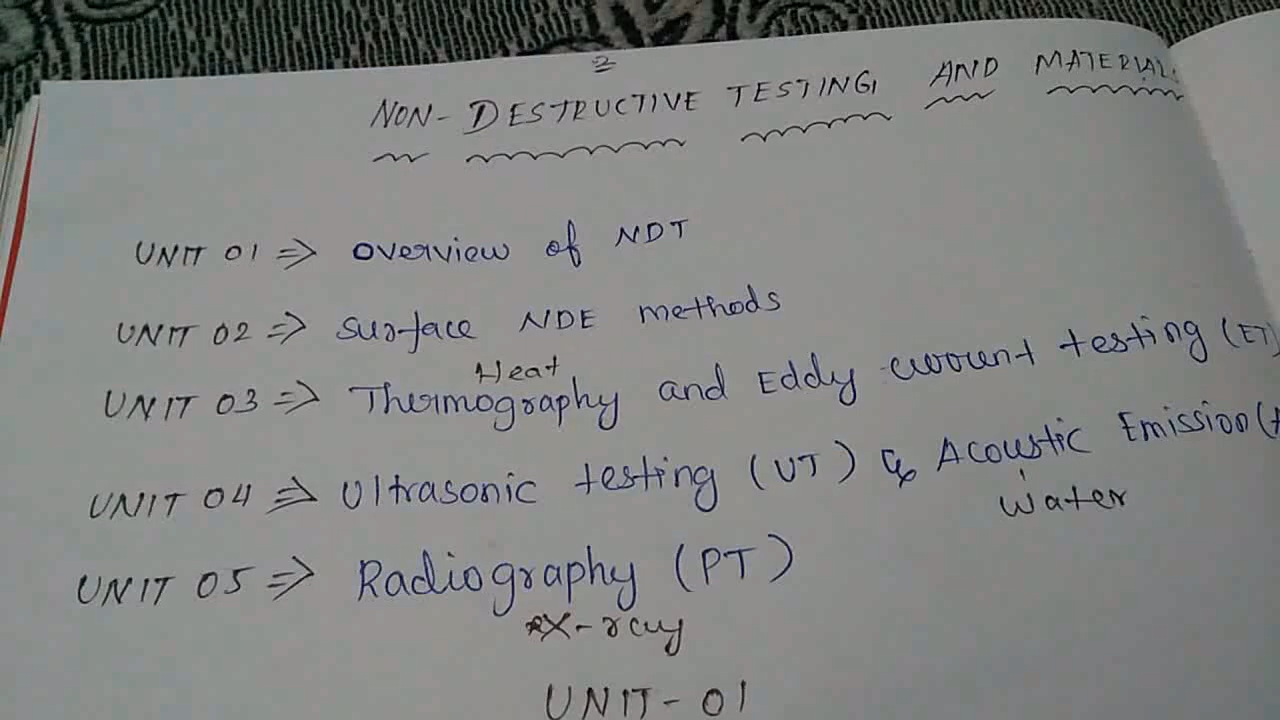 2
NON-DESTRUCTIVE TESTING AND MATERIAL
UNIT 01 ⇒ Overview of NDT
UNIT 02 ⇒ Surface NDE methods
Heat
UNIT 03 ⇒ Thermography and Eddy current testing (ET)
UNIT 04 ⇒ Ultrasonic testing (UT) & Acoustic Emission (
Water
UNIT 05 ⇒ Radiography (PT)
X-ray
UNIT-01